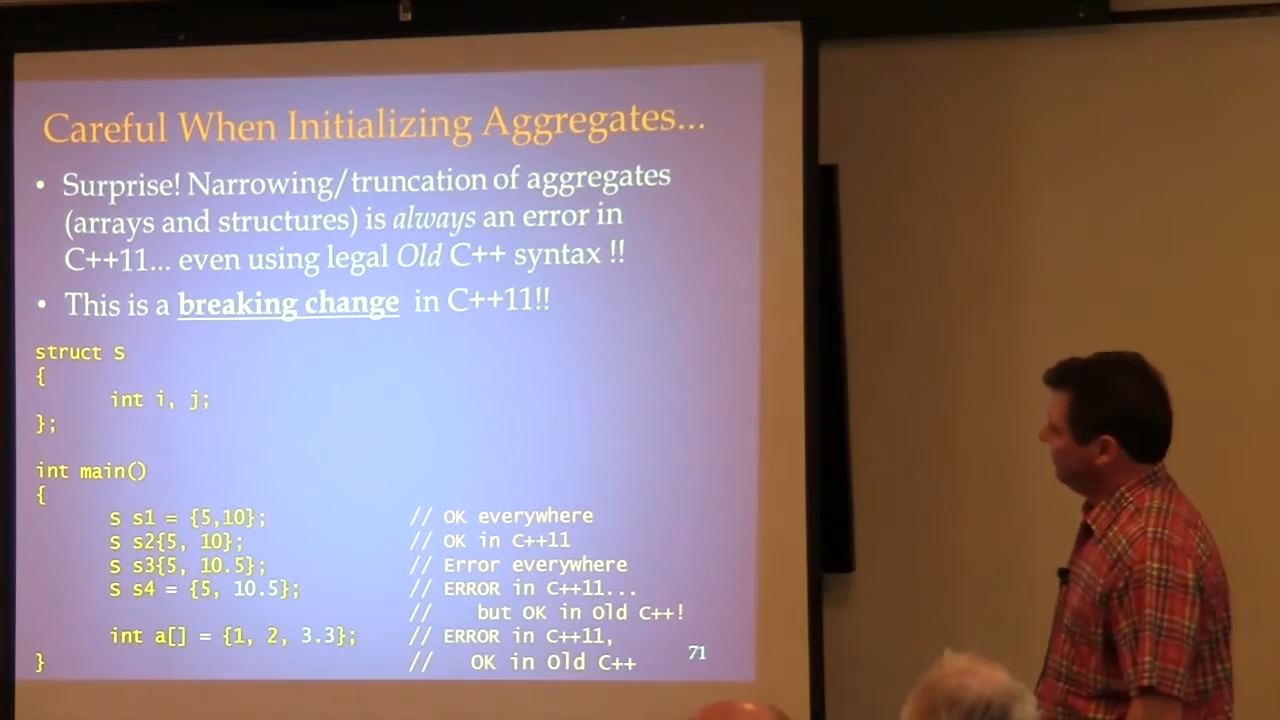 Careful When Initializing Aggregates...
• Surprise! Narrowing/truncation of aggregates
(arrays and structures) is always an error in
C++11... even using legal Old C++ syntax !!
• This is a breaking change in C++11!!
struct S
{
int i, j;
};
int main()
{
S s1 = {5,10}; // OK everywhere
S s2{5, 10}; // OK in C++11
S s3{5, 10.5}; // Error everywhere
S s4 = {5, 10.5}; // ERROR in C++11...
// but OK in Old C++!
int a[] = {1, 2, 3.3}; // ERROR in C++11,
} // OK in Old C++
71